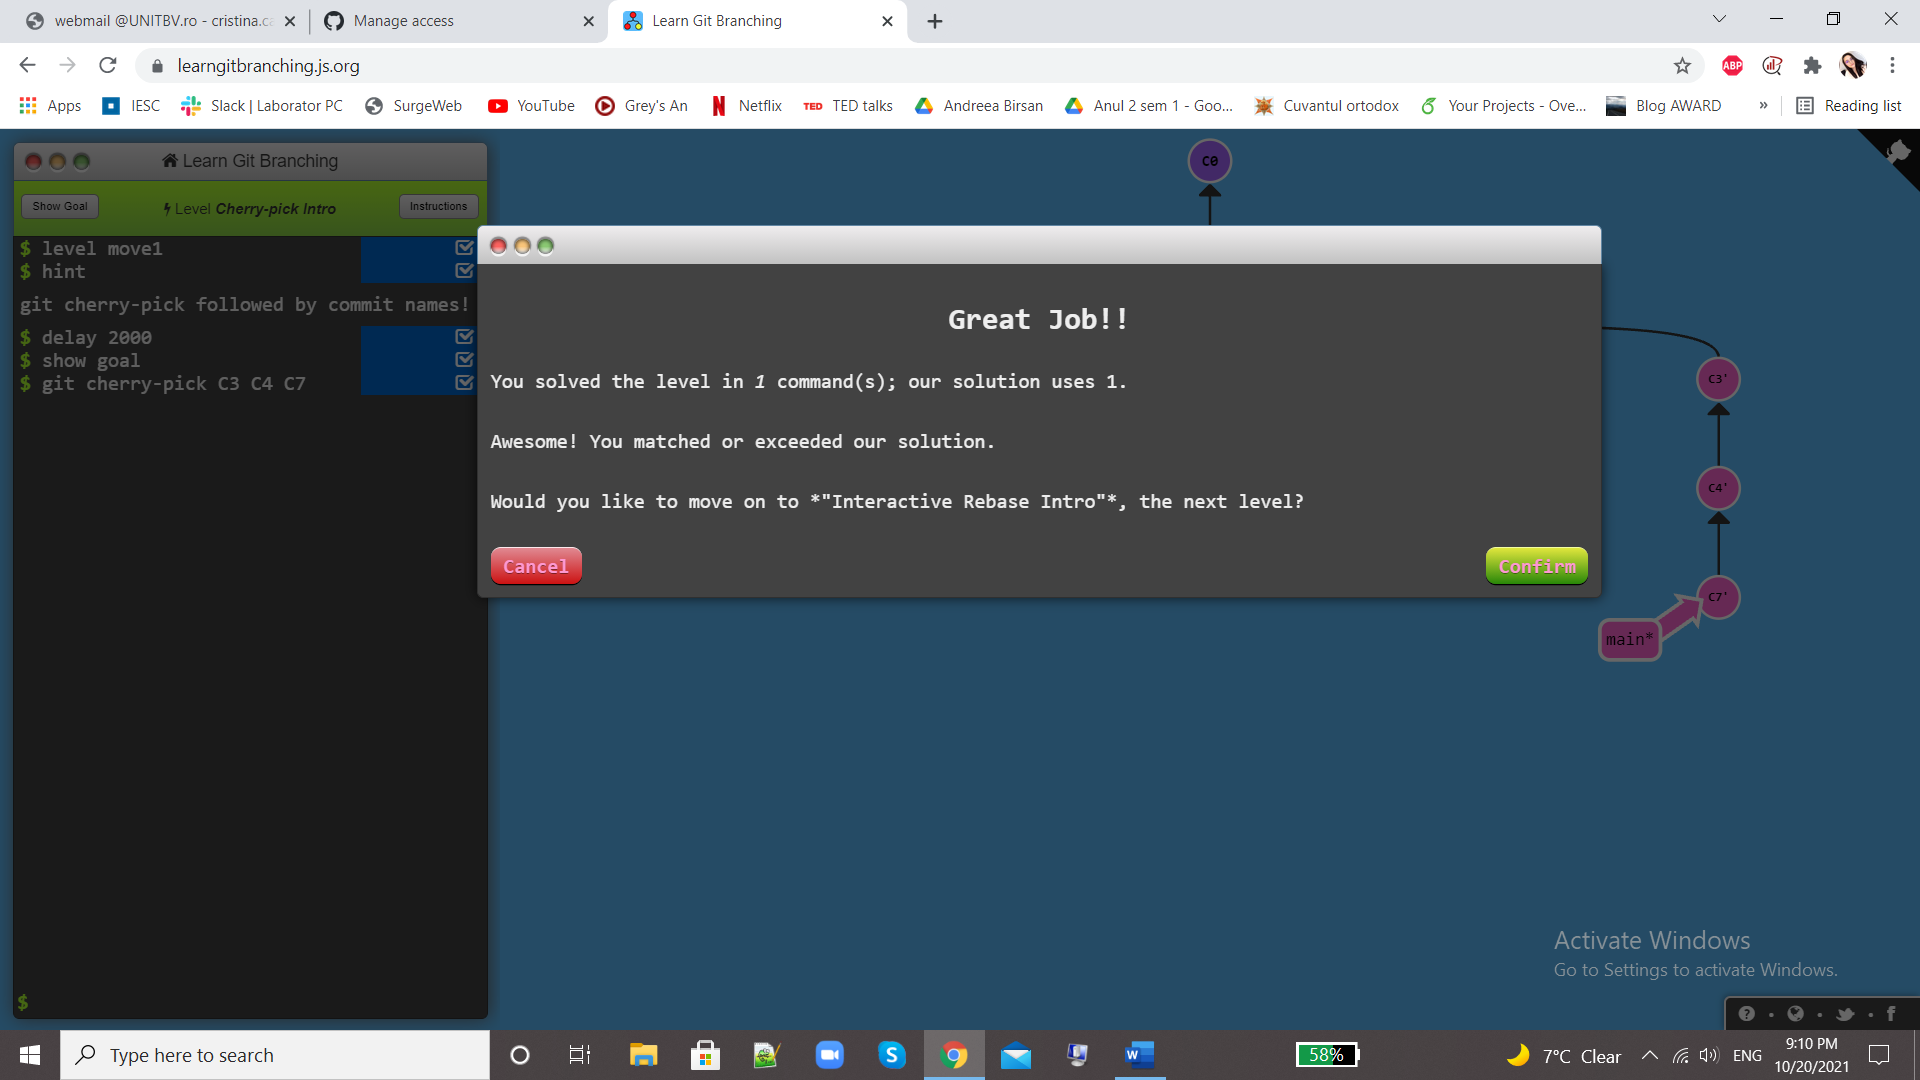 webmail @UNITBV.ro - cristina.ca
Manage access
Learn Git Branching
learngitbranching.js.org
ABP
Apps
IESC
Slack | Laborator PC
SurgeWeb
YouTube
Grey's An
Netflix
TED
TED talks
Andreea Birsan
Anul 2 sem 1 - Goo...
Cuvantul ortodox
Your Projects - Ove...
Blog AWARD
»
Reading list
Learn Git Branching
Show Goal
Level Cherry-pick Intro
Instructions
$ level move1
$ hint
git cherry-pick followed by commit names!
$ delay 2000
$ show goal
$ git cherry-pick C3 C4 C7
$
C0
Great Job!!
You solved the level in 1 command(s); our solution uses 1.
Awesome! You matched or exceeded our solution.
Would you like to move on to *"Interactive Rebase Intro"*, the next level?
Cancel
Confirm
C3'
C4'
C7'
main*
Activate Windows
Go to Settings to activate Windows.
Type here to search
58%
7°C Clear
ENG
9:10 PM
10/20/2021